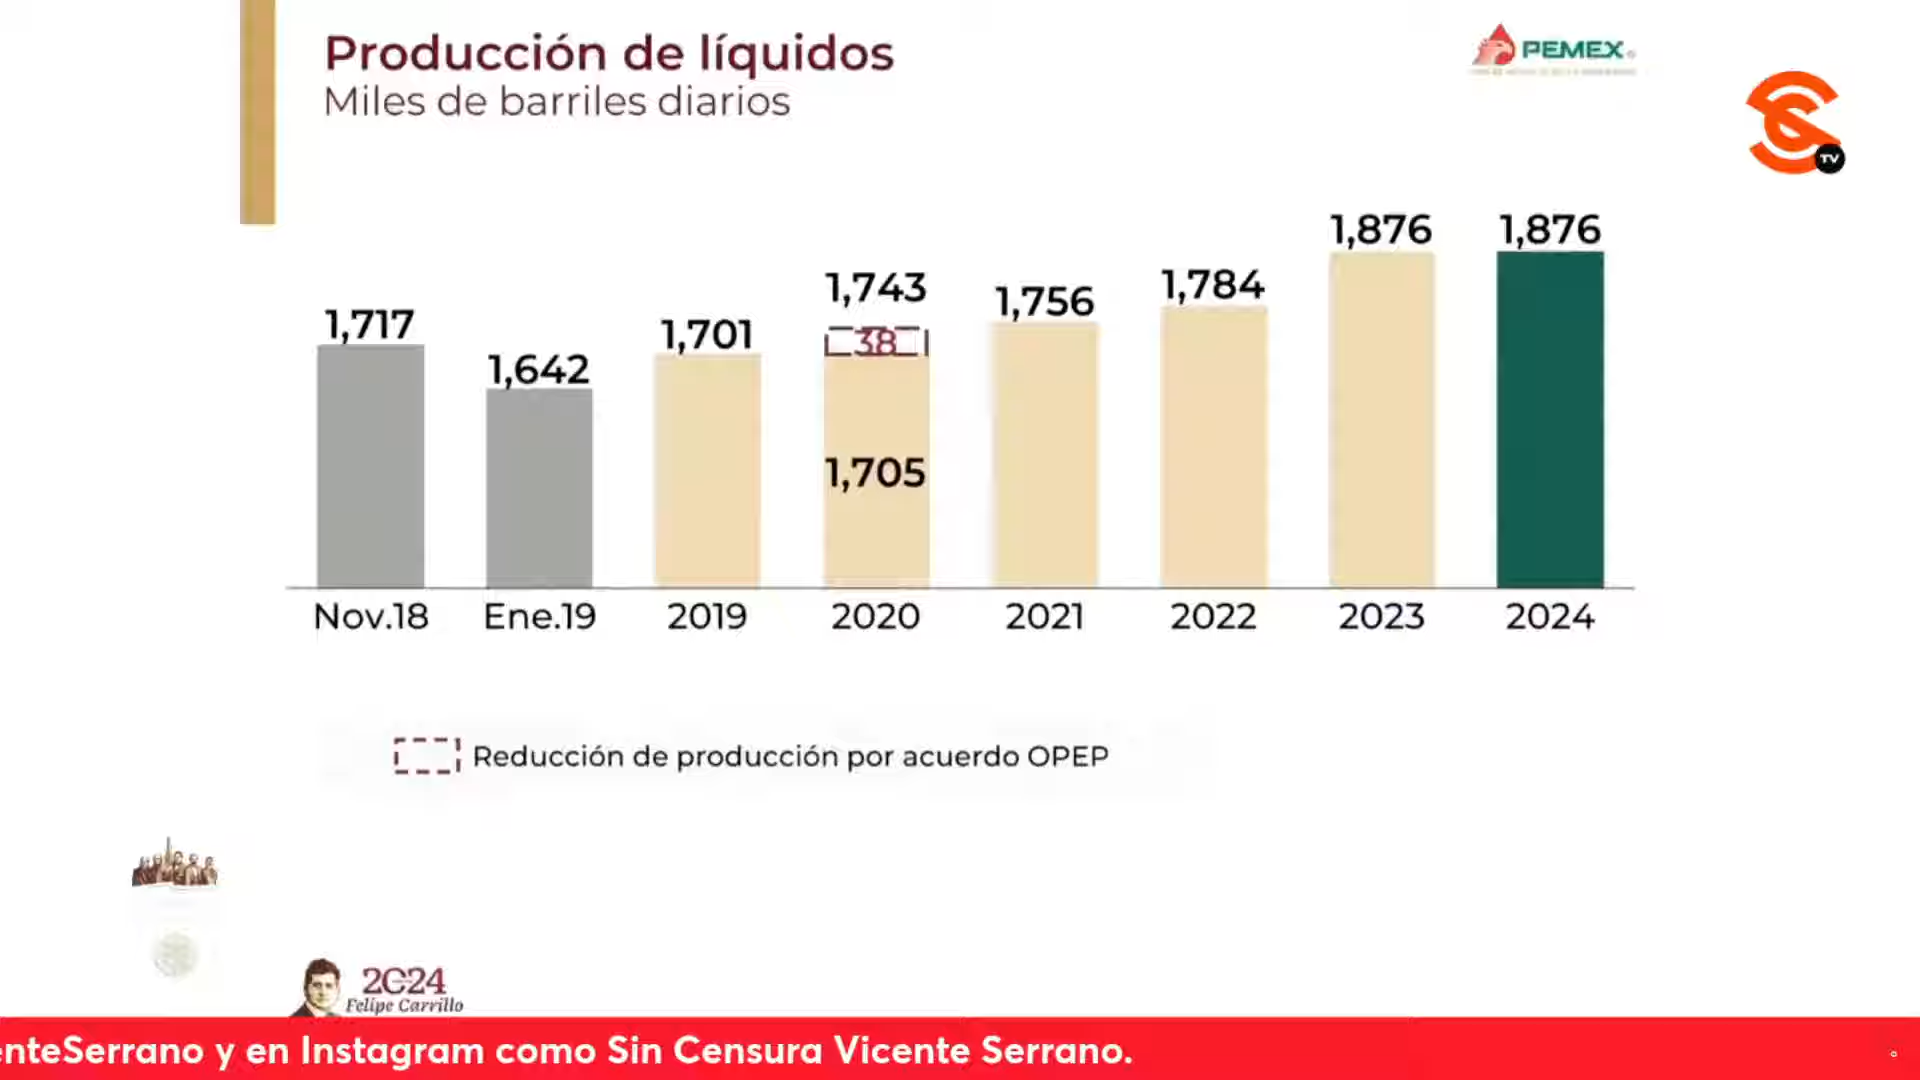 Producción de líquidos
Miles de barriles diarios
PEMEX
TV
1,717
1,642
1,701
1,743
38
1,705
1,756
1,784
1,876
1,876
Nov.18
Ene.19
2019
2020
2021
2022
2023
2024
Reducción de producción por acuerdo OPEP
2024
Felipe Carrillo
enteSerrano y en Instagram como Sin Censura Vicente Serrano.